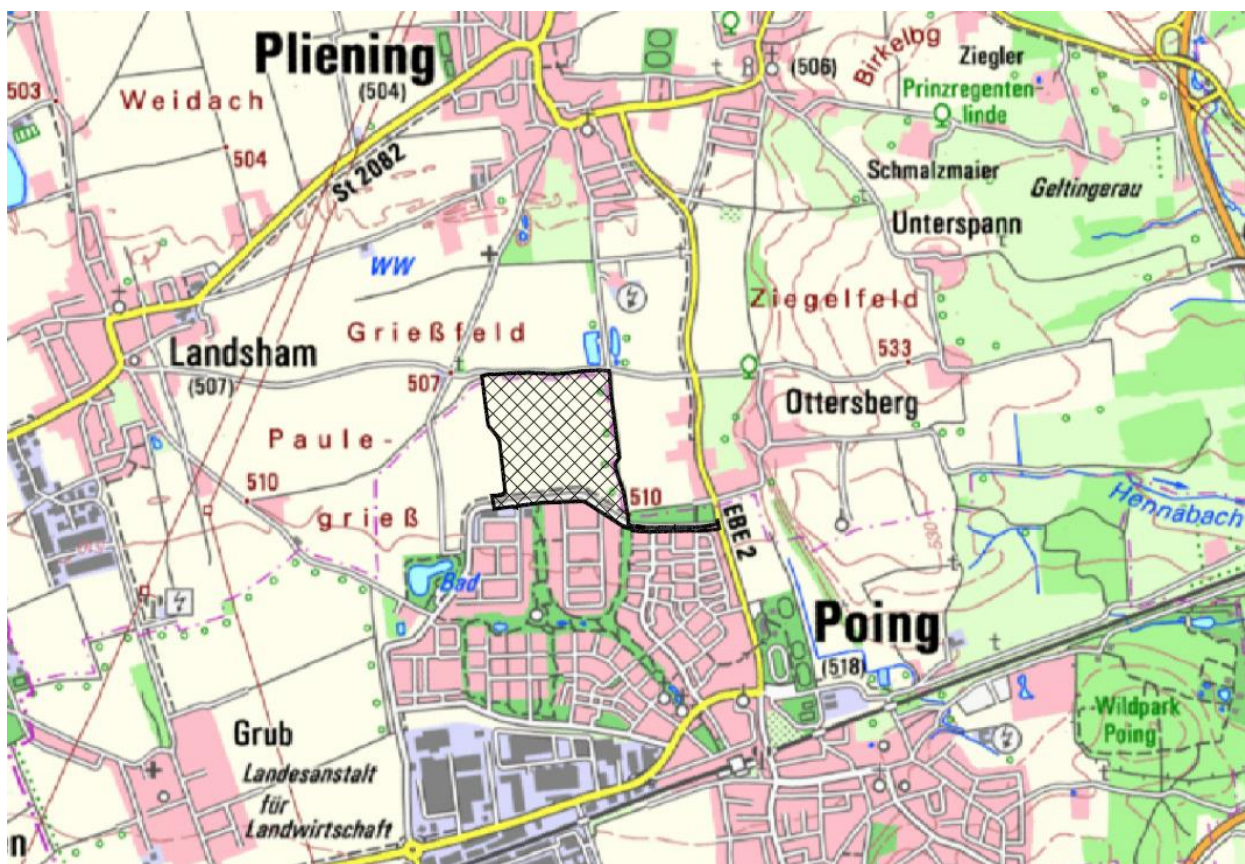 Pliening
(504)
503
Weidach
504
St 2082
(506)
Birkelbg
Ziegler
Prinzregenten-
linde
Schmalzmaier
Geltingerau
Unterspann
WW
Ziegelfeld
Grießfeld
533
Landsham
(507)
507
Ottersberg
Paule-
grieß
510
510
EBE 2
Hennabach
530
Bad
Poing
(518)
Wildpark
Poing
Grub
Landesanstalt
für
Landwirtschaft
n